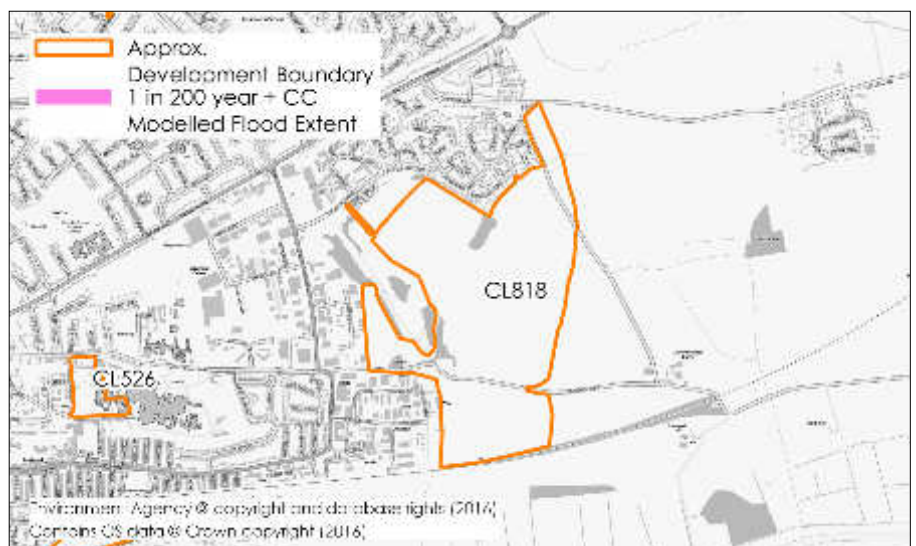 Approx.
Development Boundary
1 in 200 year + CC
Modelled Flood Extent
CL818
CL526
Environment Agency @ copyright and database rights (2016)
Contains OS data @ Crown copyright (2016)